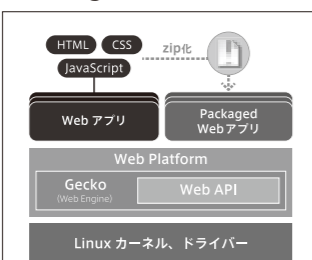 HTML
CSS
zip化
JavaScript
Web アプリ
Packaged
Webアプリ
Web Platform
Gecko
(Web Engine)
Web API
Linux カーネル、ドライバー